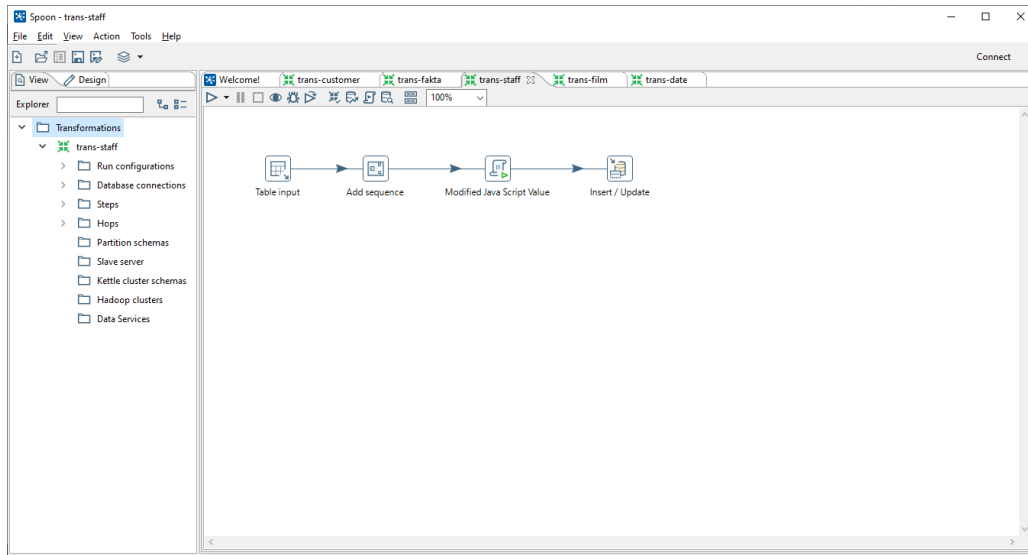 Spoon - trans-staff
File Edit View Action Tools Help
Connect
View Design
Explorer
Transformations
trans-staff
Run configurations
Database connections
Steps
Hops
Partition schemas
Slave server
Kettle cluster schemas
Hadoop clusters
Data Services
Welcome! trans-customer trans-fakta trans-staff trans-film trans-date
100%
Table input Add sequence Modified Java Script Value Insert / Update